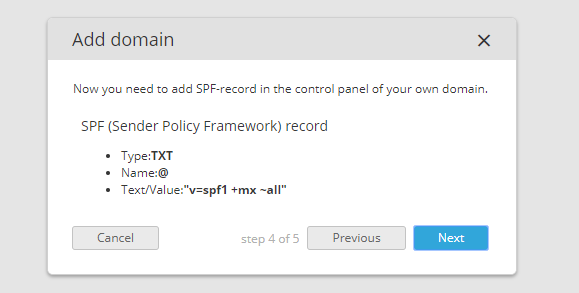 Add domain
Now you need to add SPF-record in the control panel of your own domain.
SPF (Sender Policy Framework) record
Type:TXT
Name:@
Text/Value:"v=spf1 +mx ~all"
Cancel step 4 of 5 Previous Next